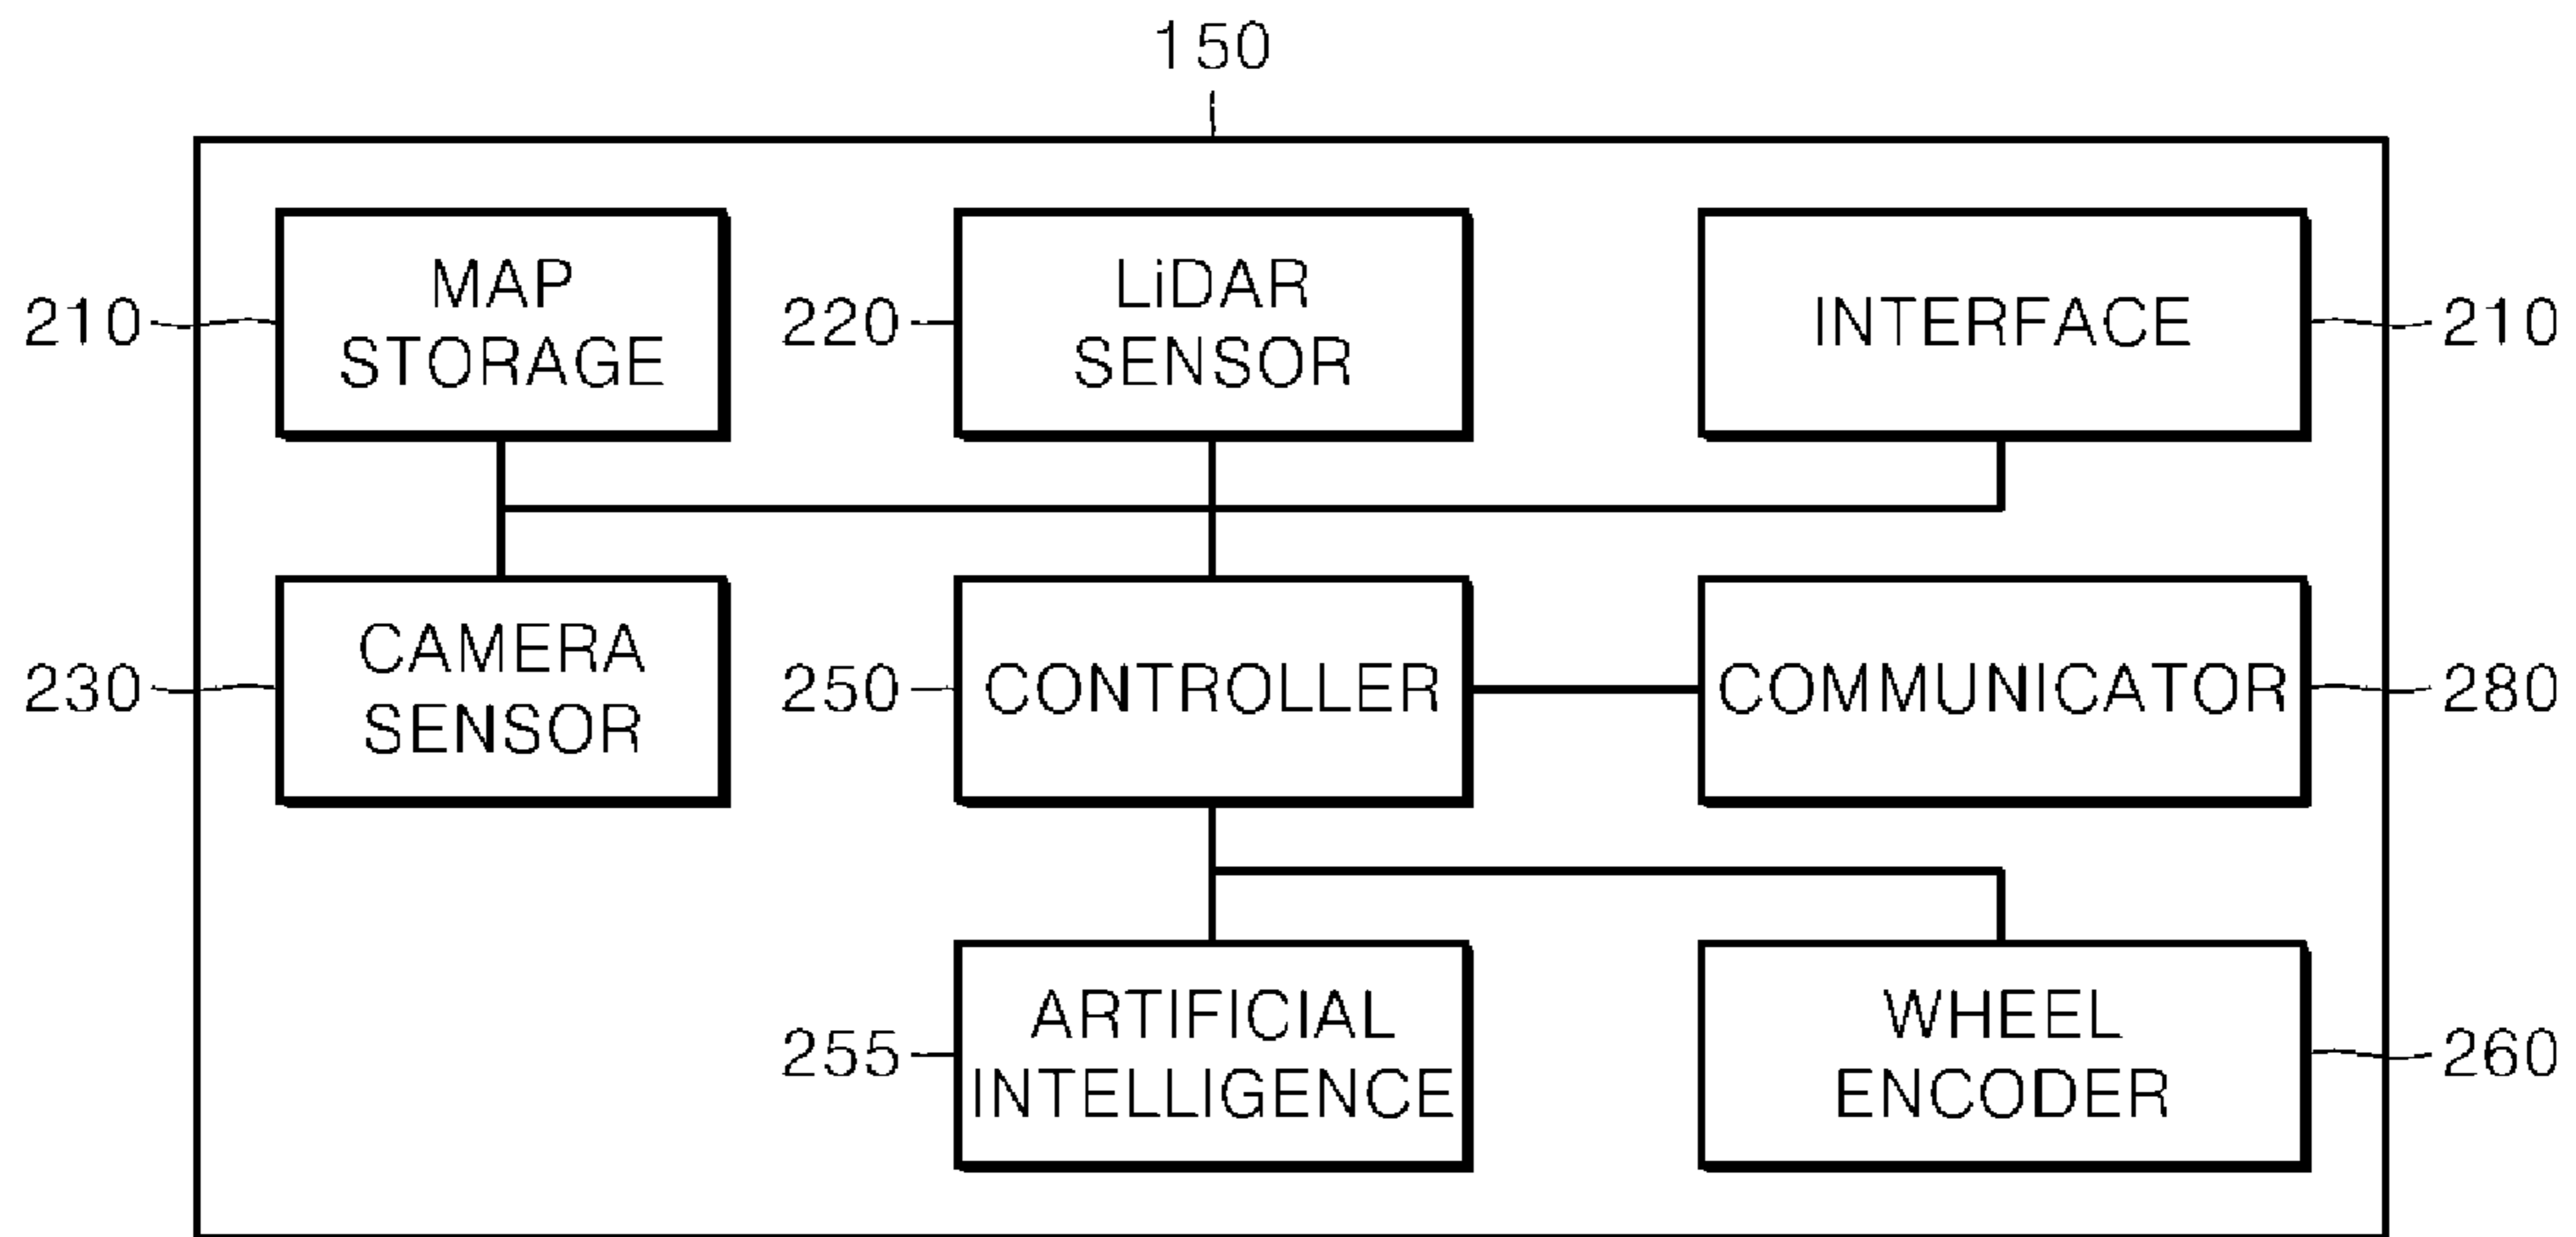 150
210
MAP
STORAGE
220
LiDAR
SENSOR
INTERFACE
210
230
CAMERA
SENSOR
250
CONTROLLER
COMMUNICATOR
280
255
ARTIFICIAL
INTELLIGENCE
WHEEL
ENCODER
260